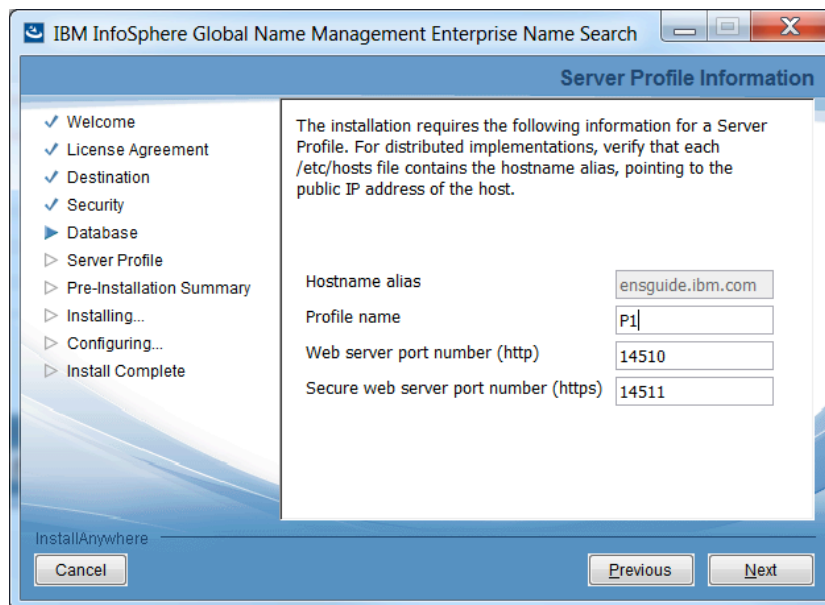 IBM InfoSphere Global Name Management Enterprise Name Search
Server Profile Information
Welcome
License Agreement
Destination
Security
Database
Server Profile
Pre-Installation Summary
Installing...
Configuring...
Install Complete
The installation requires the following information for a Server
Profile. For distributed implementations, verify that each
/etc/hosts file contains the hostname alias, pointing to the
public IP address of the host.
Hostname alias ensguide.ibm.com
Profile name P1
Web server port number (http) 14510
Secure web server port number (https) 14511
InstallAnywhere
Cancel Previous Next